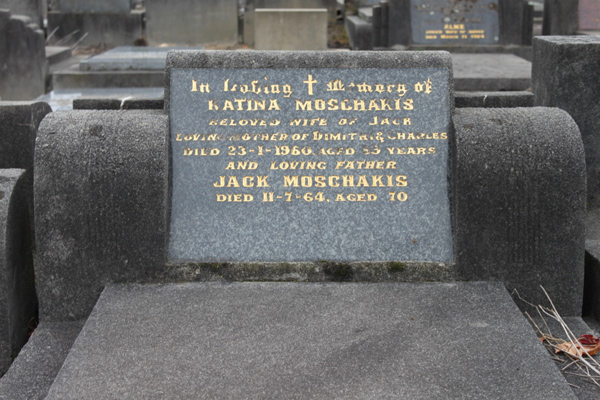 In Loving Memory of
KATINA MOSCHAKIS
BELOVED WIFE OF JACK
LOVING MOTHER OF DIMITRI & CHARLES
DIED 23-1-1960, AGED YEARS
AND LOVING FATHER
JACK MOSCHAKIS
DIED 11-7-64, AGED 70